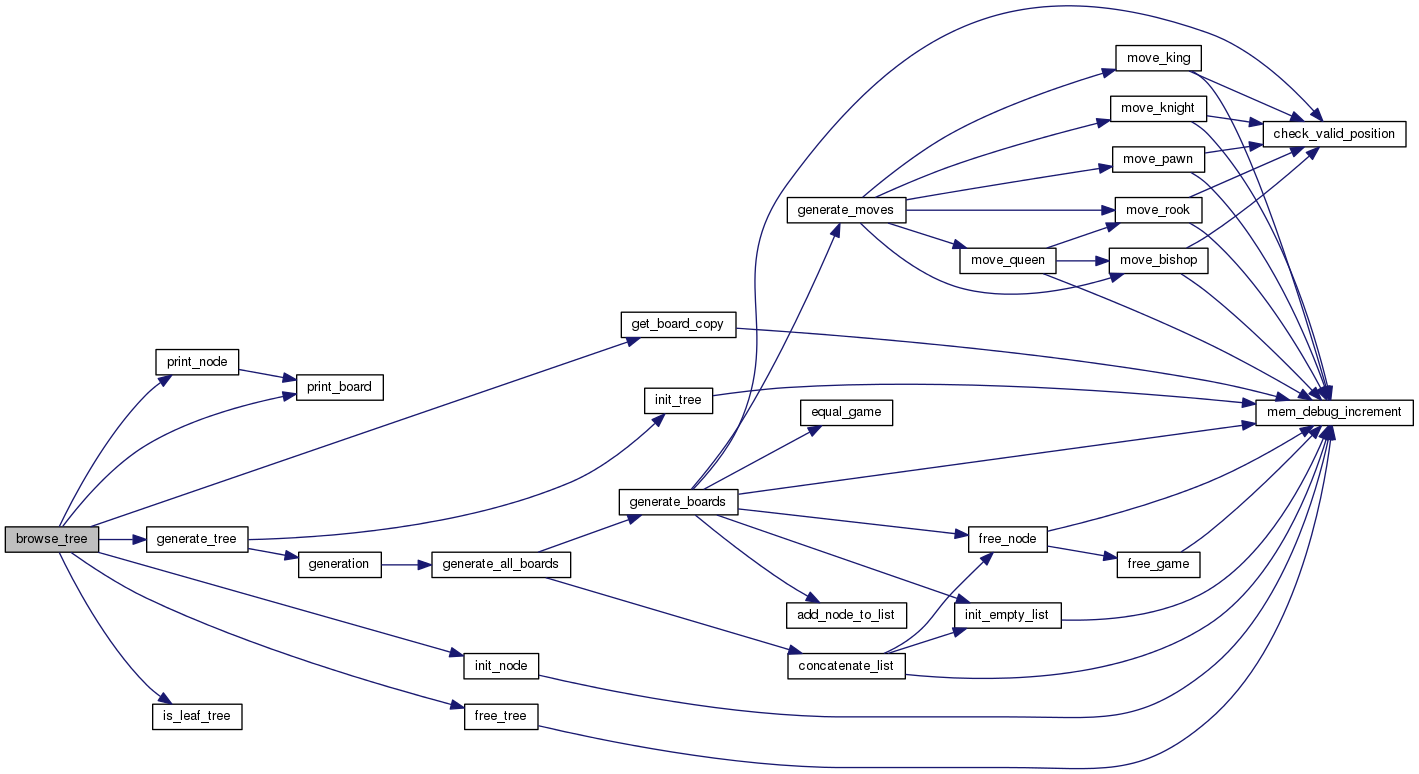 move_king
move_knight
check_valid_position
move_pawn
generate_moves
move_rook
move_queen
move_bishop
get_board_copy
print_node
print_board
init_tree
equal_game
mem_debug_increment
generate_boards
browse_tree
generate_tree
free_node
generation
generate_all_boards
free_game
add_node_to_list
init_empty_list
init_node
concatenate_list
is_leaf_tree
free_tree